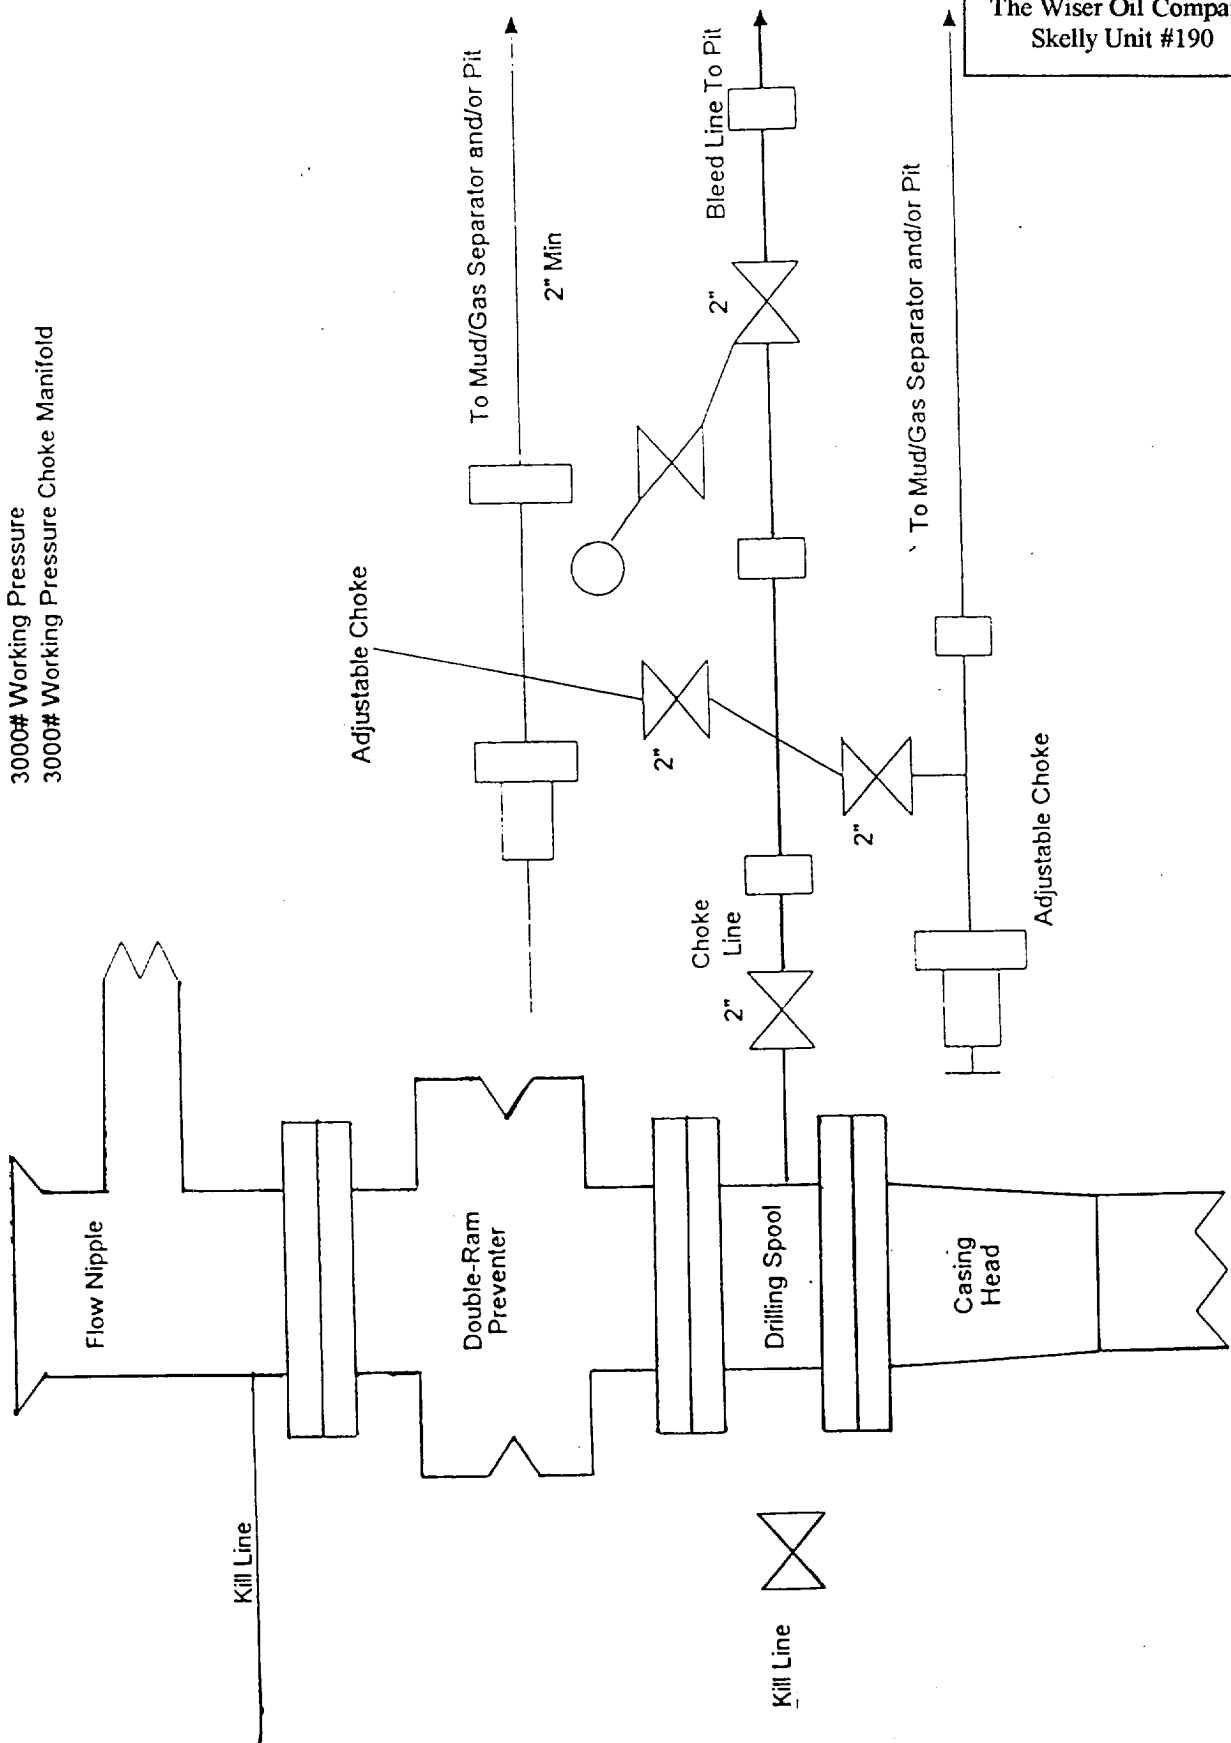 The Wiser Oil Compa
Skelly Unit #190
3000# Working Pressure
3000# Working Pressure Choke Manifold
Flow Nipple
Kill Line
Double-Ram
Preventer
Drilling Spool
Casing
Head
Kill Line
Adjustable Choke
To Mud/Gas Separator and/or Pit
2" Min
Choke
Line
2"
2"
2"
2"
Bleed Line To Pit
Adjustable Choke
To Mud/Gas Separator and/or Pit